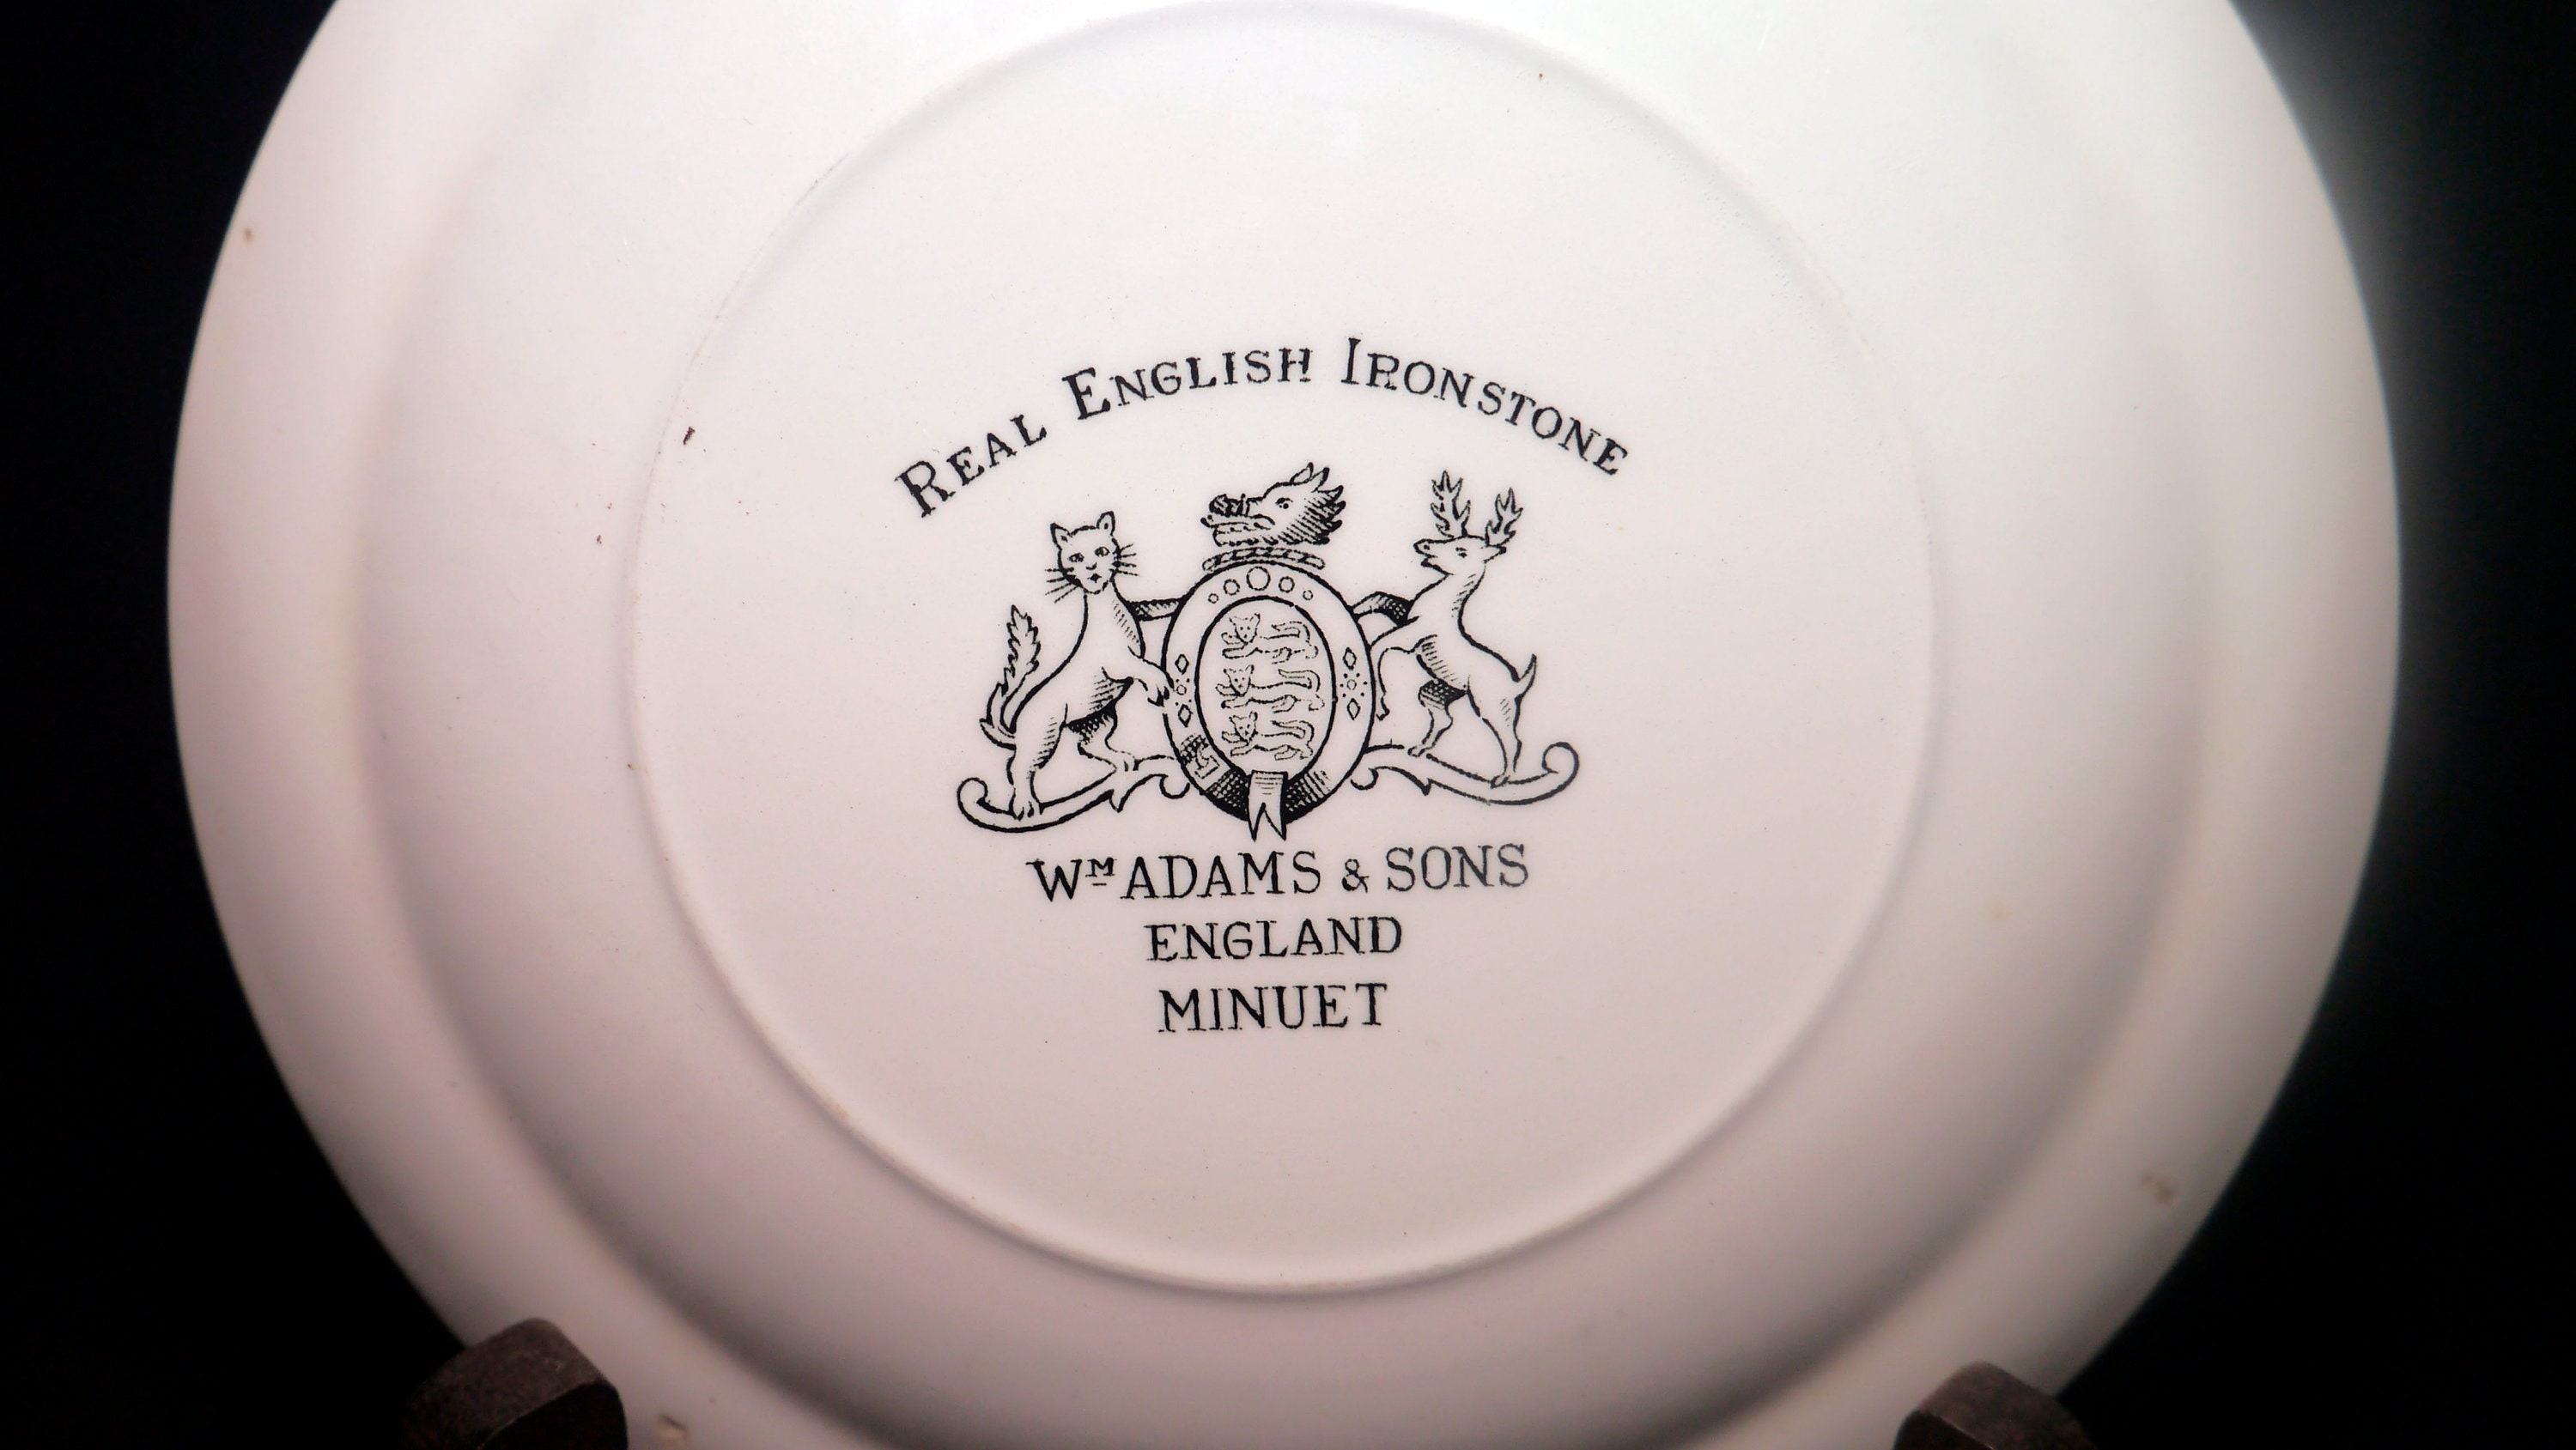 REAL ENGLISH IRONSTONE
Wᴹ ADAMS & SONS
ENGLAND
MINUET